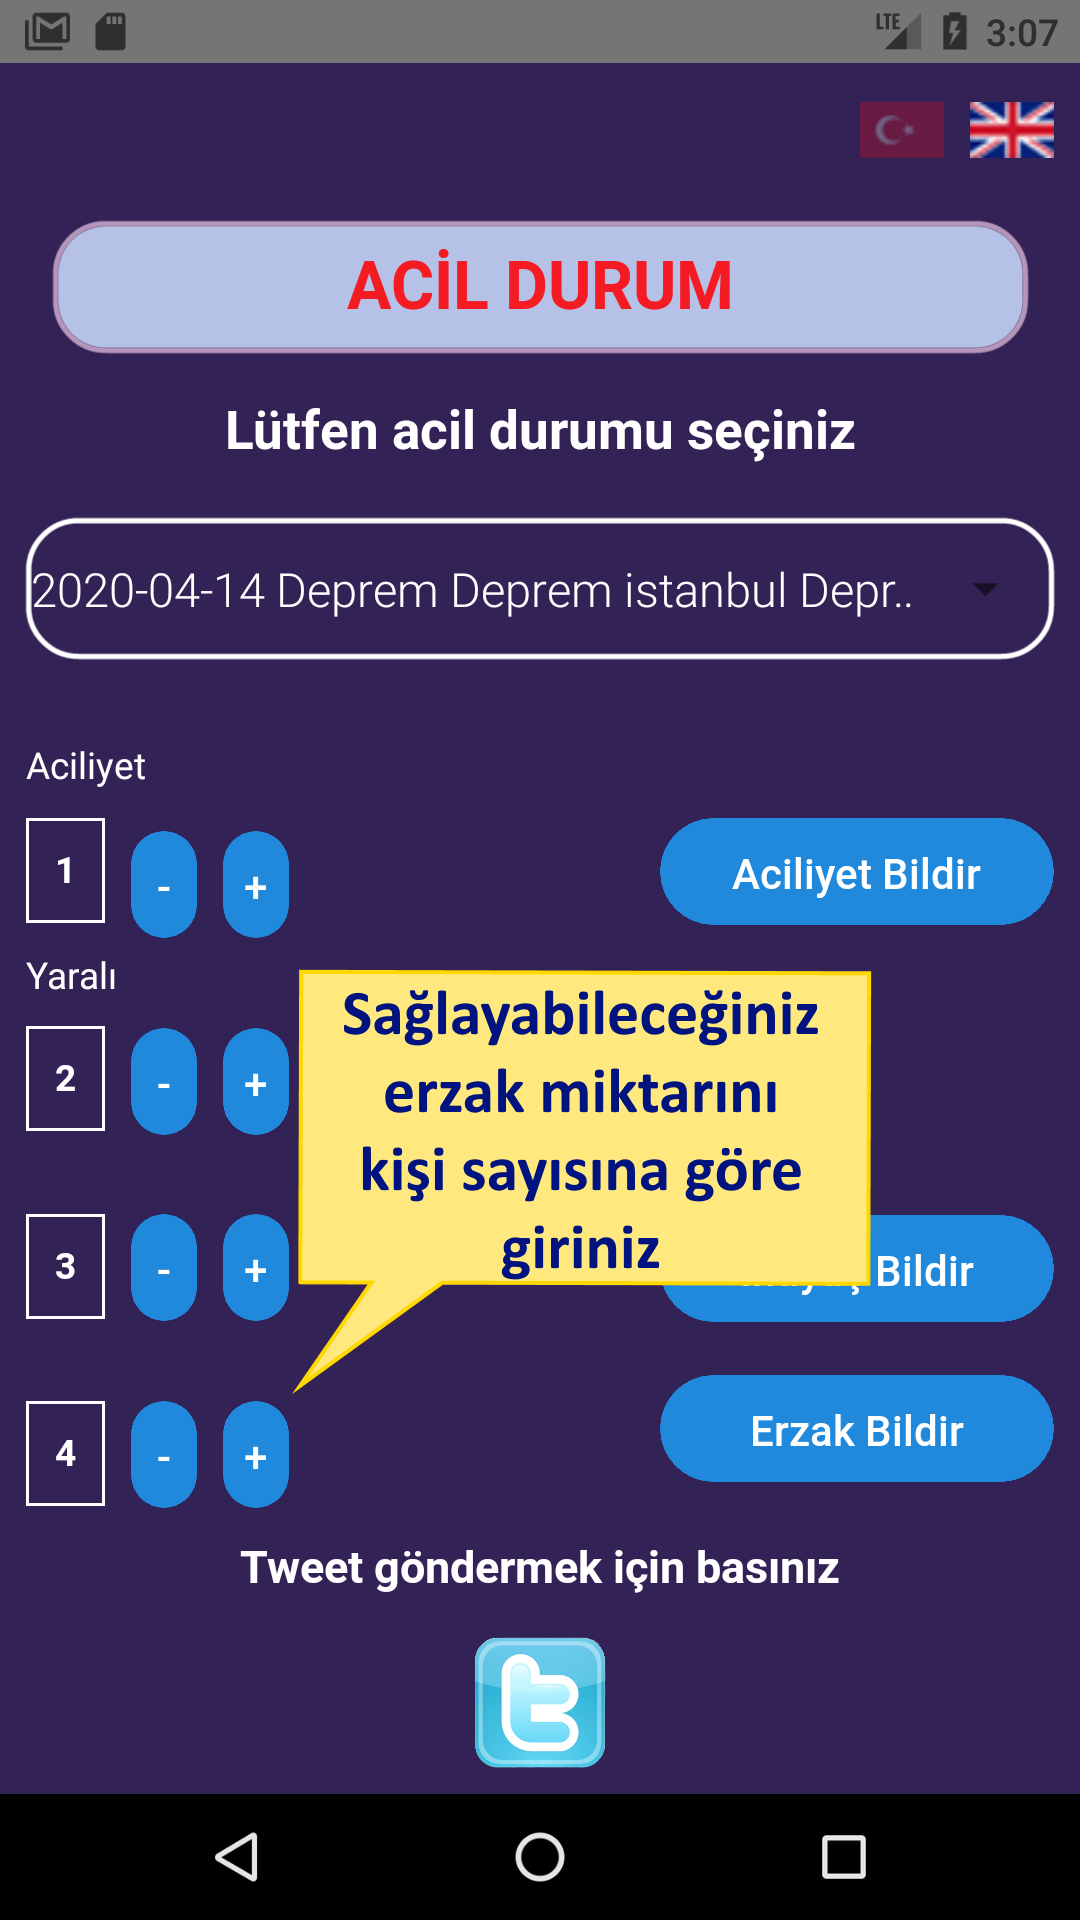 LTE 3:07
ACİL DURUM
Lütfen acil durumu seçiniz
2020-04-14 Deprem Deprem istanbul Depr..
Aciliyet
1 - + Aciliyet Bildir
Yaralı
2 - +
Sağlayabileceğiniz
erzak miktarını
kişi sayısına göre
giriniz
3 - + Bildir
4 - + Erzak Bildir
Tweet göndermek için basınız